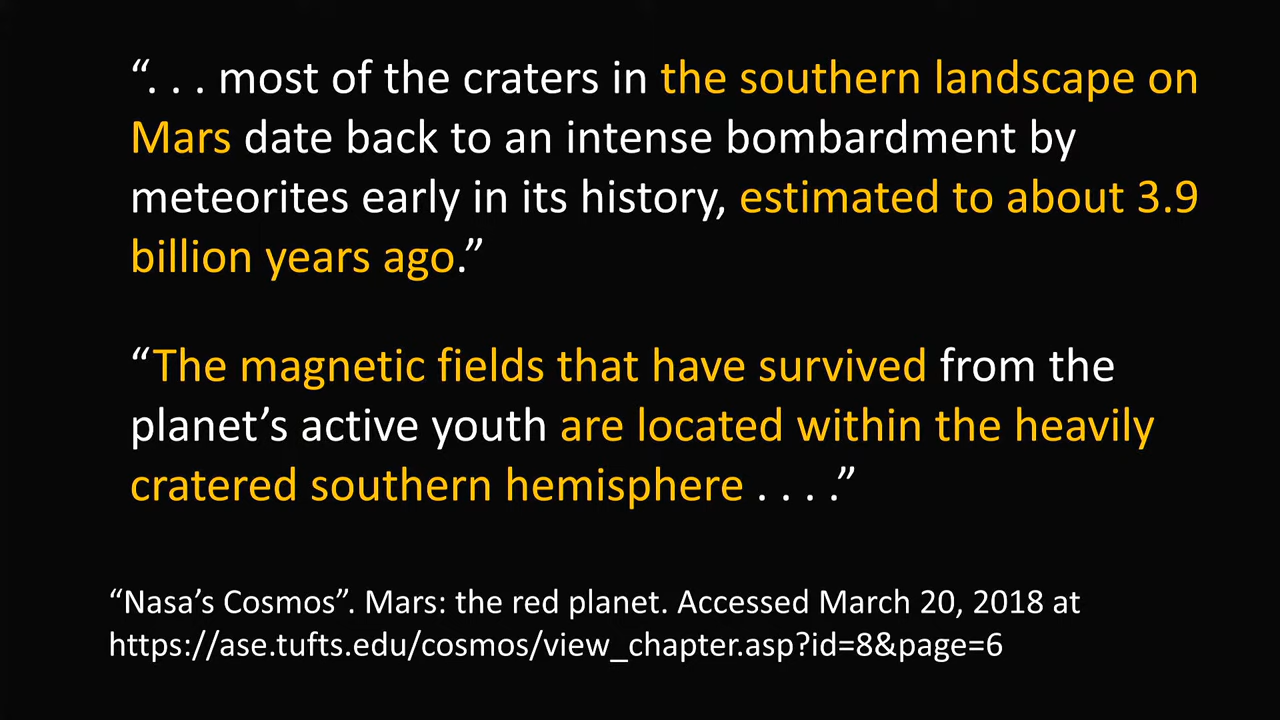 “. . . most of the craters in the southern landscape on
Mars date back to an intense bombardment by
meteorites early in its history, estimated to about 3.9
billion years ago.”
“The magnetic fields that have survived from the
planet’s active youth are located within the heavily
cratered southern hemisphere . . . .”
“Nasa’s Cosmos”. Mars: the red planet. Accessed March 20, 2018 at
https://ase.tufts.edu/cosmos/view_chapter.asp?id=8&page=6